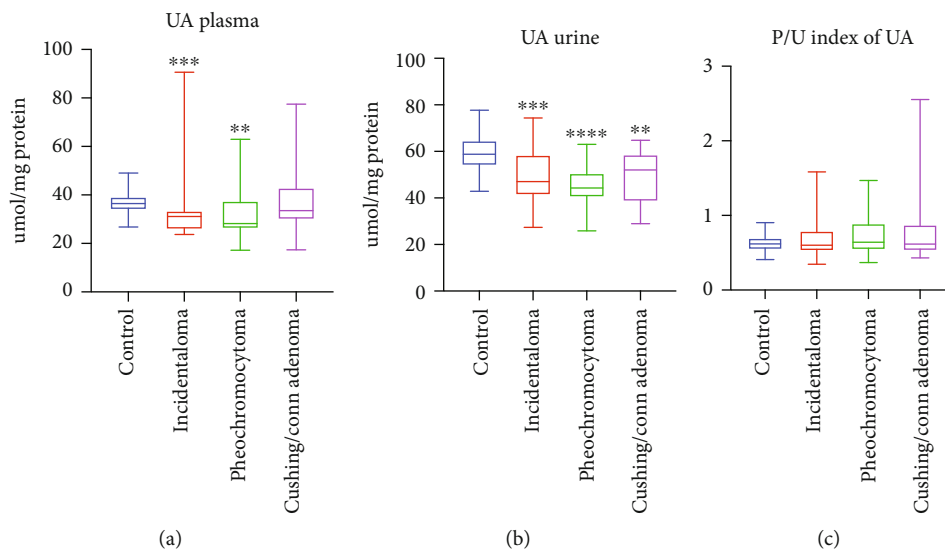 UA plasma
umol/mg protein
100
80
60
40
20
0
***
**
Control
Incidentaloma
Pheochromocytoma
Cushing/conn adenoma
(a)
UA urine
umol/mg protein
100
80
60
40
20
0
***
****
**
Control
Incidentaloma
Pheochromocytoma
Cushing/conn adenoma
(b)
P/U index of UA
3
2
1
0
Control
Incidentaloma
Pheochromocytoma
Cushing/conn adenoma
(c)